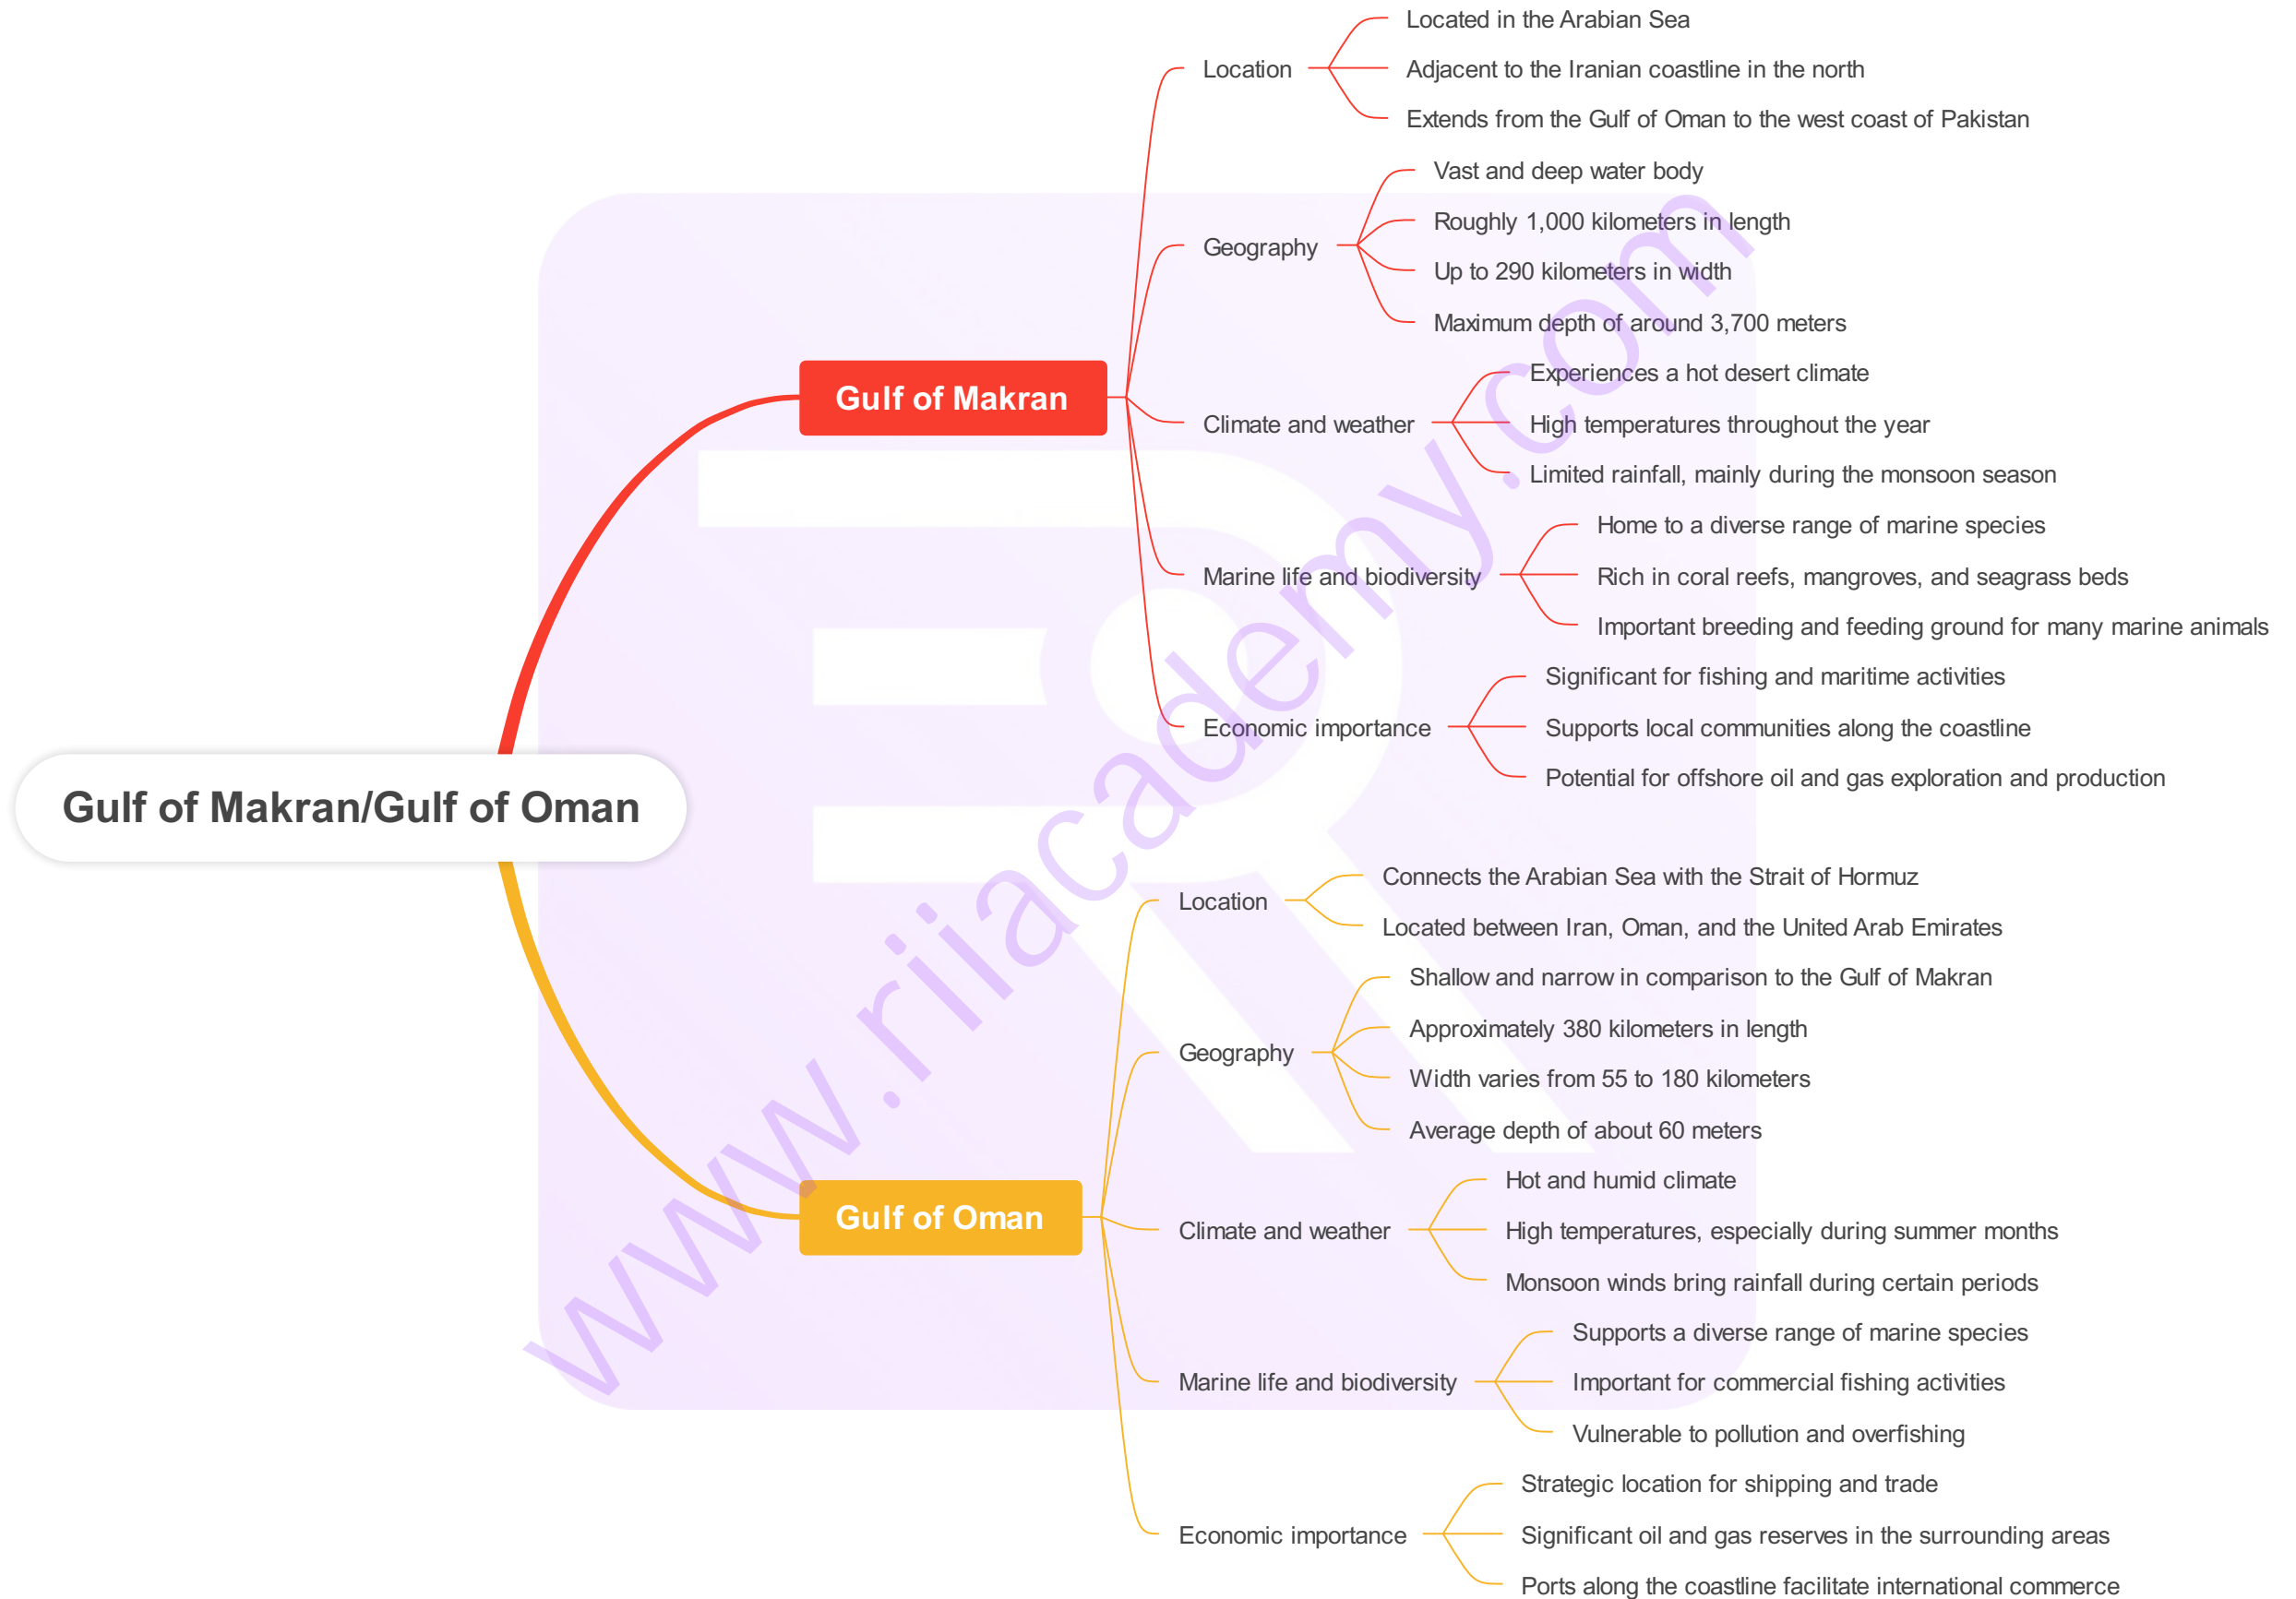 Gulf of Makran/Gulf of Oman
Gulf of Makran
Location
Located in the Arabian Sea
Adjacent to the Iranian coastline in the north
Extends from the Gulf of Oman to the west coast of Pakistan
Geography
Vast and deep water body
Roughly 1,000 kilometers in length
Up to 290 kilometers in width
Maximum depth of around 3,700 meters
Climate and weather
Experiences a hot desert climate
High temperatures throughout the year
Limited rainfall, mainly during the monsoon season
Marine life and biodiversity
Home to a diverse range of marine species
Rich in coral reefs, mangroves, and seagrass beds
Important breeding and feeding ground for many marine animals
Economic importance
Significant for fishing and maritime activities
Supports local communities along the coastline
Potential for offshore oil and gas exploration and production
Gulf of Oman
Location
Connects the Arabian Sea with the Strait of Hormuz
Located between Iran, Oman, and the United Arab Emirates
Geography
Shallow and narrow in comparison to the Gulf of Makran
Approximately 380 kilometers in length
Width varies from 55 to 180 kilometers
Average depth of about 60 meters
Climate and weather
Hot and humid climate
High temperatures, especially during summer months
Monsoon winds bring rainfall during certain periods
Marine life and biodiversity
Supports a diverse range of marine species
Important for commercial fishing activities
Vulnerable to pollution and overfishing
Economic importance
Strategic location for shipping and trade
Significant oil and gas reserves in the surrounding areas
Ports along the coastline facilitate international commerce
www.rijacademy.com